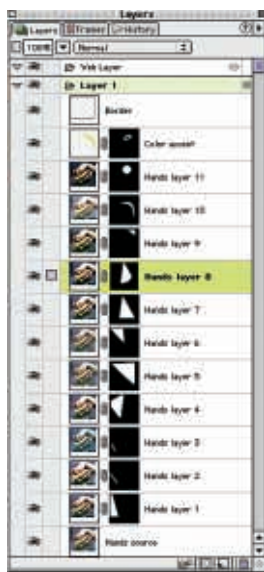 Layers
Layers Frames History
100% Normal
Web Layer
Layer 1
Border
Color accent
Hands layer 11
Hands layer 10
Hands layer 9
Hands layer 8
Hands layer 7
Hands layer 6
Hands layer 5
Hands layer 4
Hands layer 3
Hands layer 2
Hands layer 1
Hands source